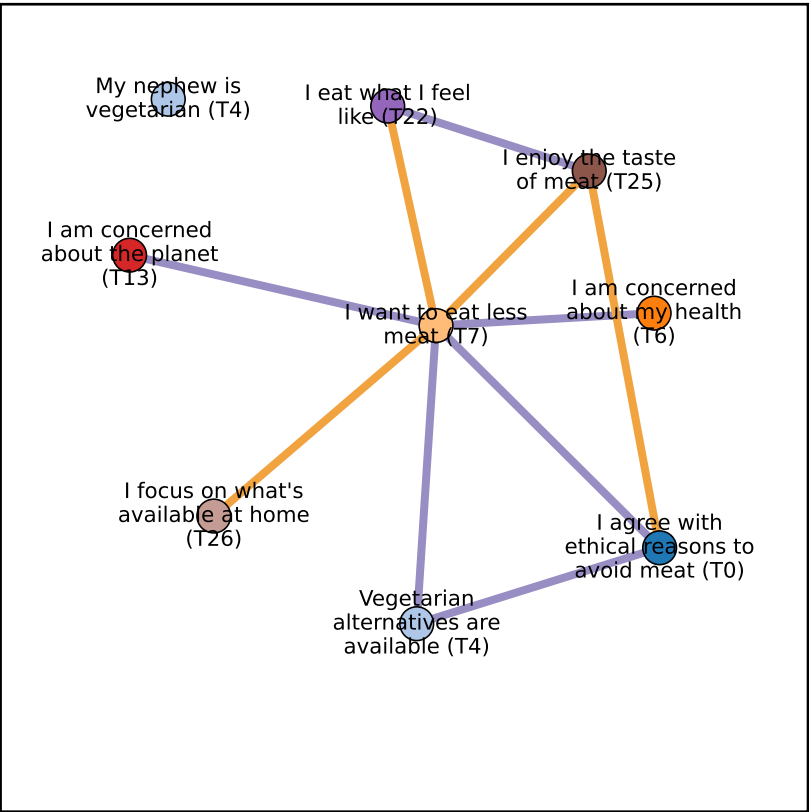 My nephew is
vegetarian (T4)
I eat what I feel
like (T22)
I enjoy the taste
of meat (T25)
I am concerned
about the planet
(T13)
I am concerned
about my health
(T6)
I want to eat less
meat (T7)
I focus on what's
available at home
(T26)
I agree with
ethical reasons to
avoid meat (T0)
Vegetarian
alternatives are
available (T4)